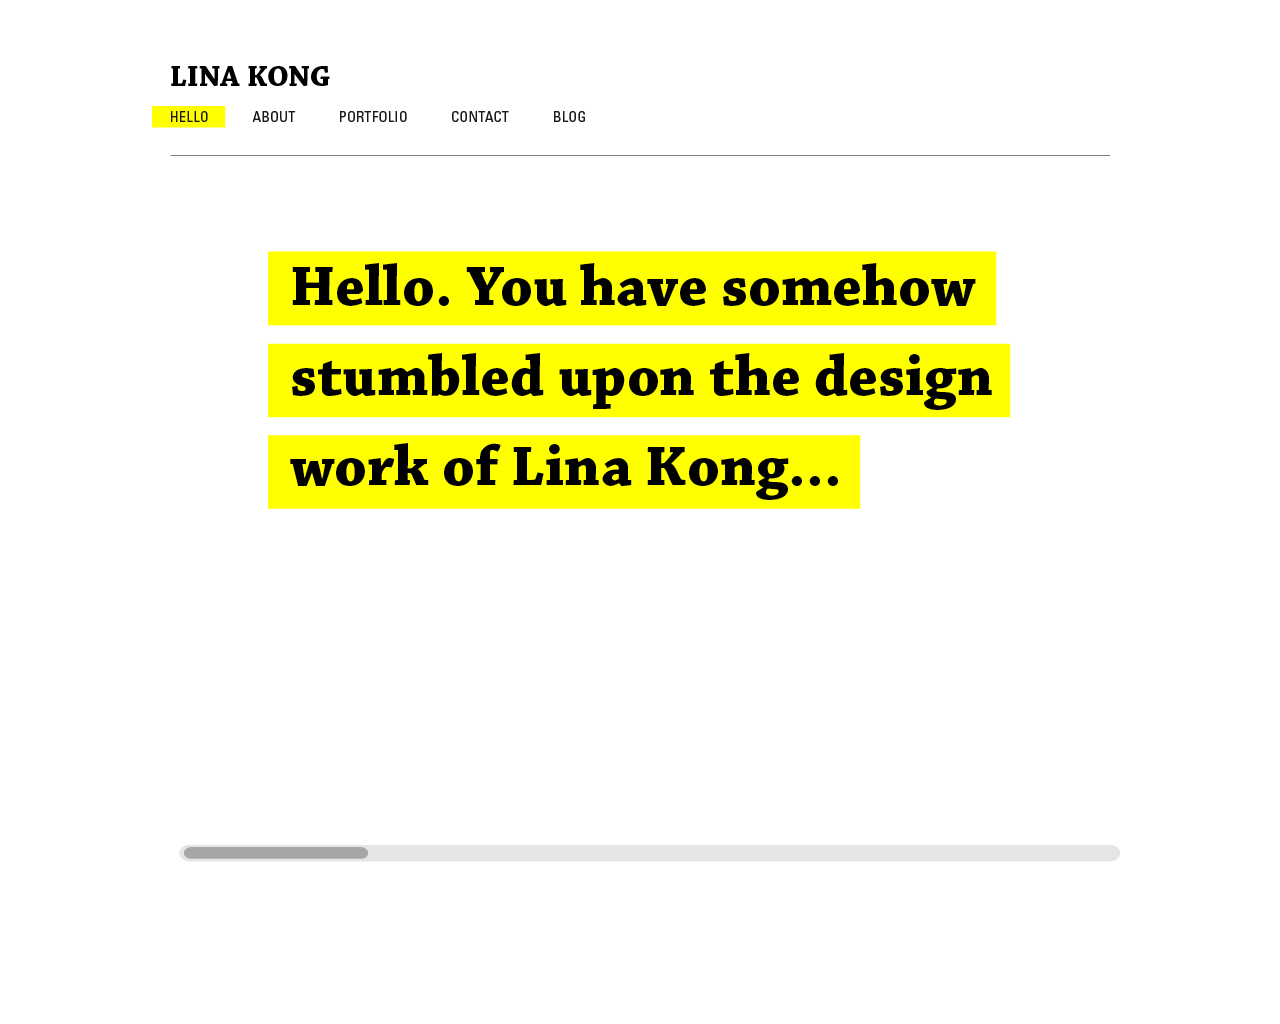 LINA KONG
HELLO ABOUT PORTFOLIO CONTACT BLOG
Hello. You have somehow
stumbled upon the design
work of Lina Kong...